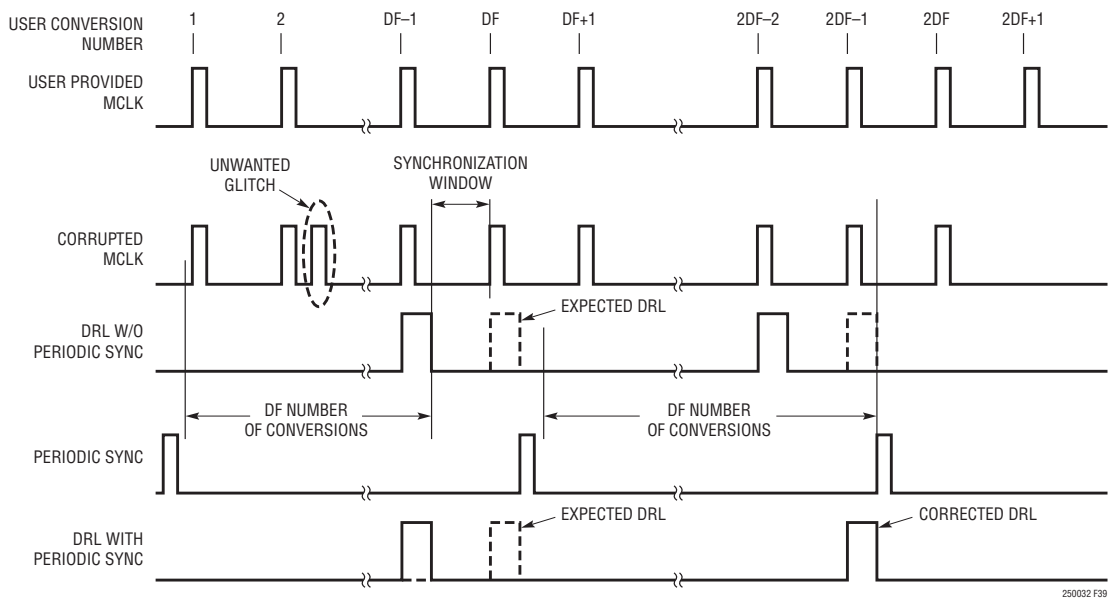 USER CONVERSION
NUMBER
1
2
DF–1
DF
DF+1
2DF–2
2DF–1
2DF
2DF+1
USER PROVIDED
MCLK
UNWANTED
GLITCH
SYNCHRONIZATION
WINDOW
CORRUPTED
MCLK
DRL W/O
PERIODIC SYNC
EXPECTED DRL
DF NUMBER
OF CONVERSIONS
DF NUMBER
OF CONVERSIONS
PERIODIC SYNC
DRL WITH
PERIODIC SYNC
EXPECTED DRL
CORRECTED DRL
250032 F39